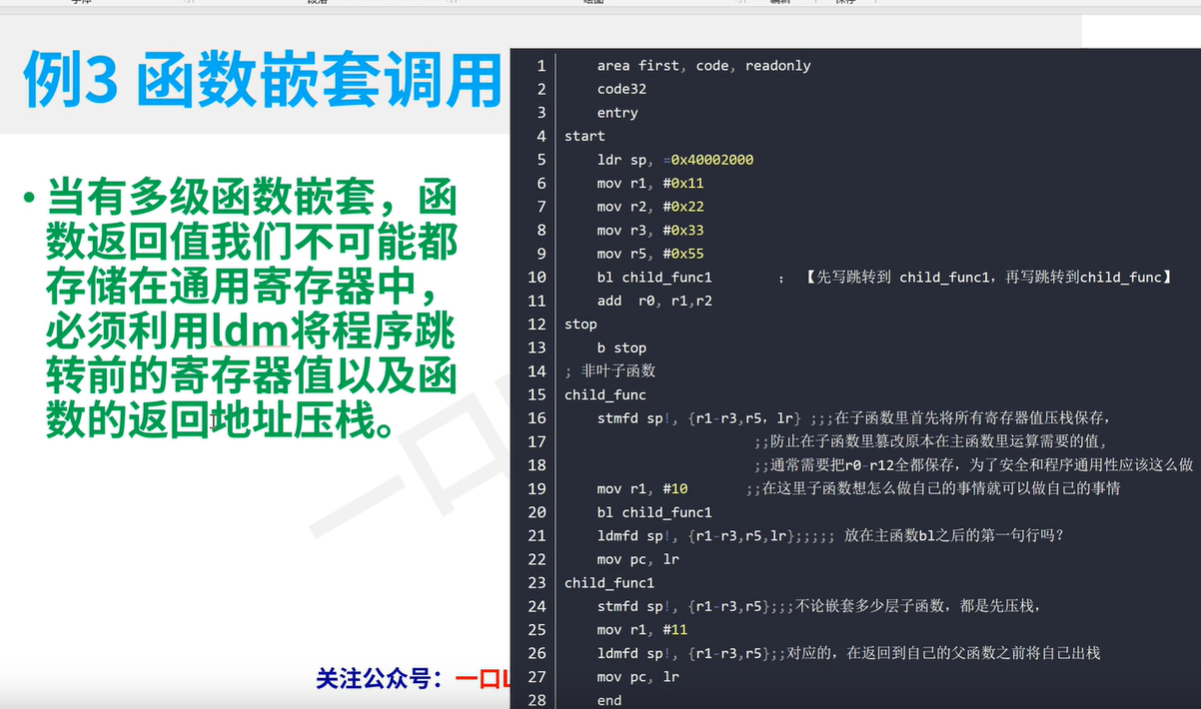 例3 函数嵌套调用
• 当有多级函数嵌套，函
数返回值我们不可能都
存储在通用寄存器中，
必须利用ldm将程序跳
转前的寄存器值以及函
数的返回地址压栈。
一口
关注公众号：一口L
1 area first, code, readonly
2 code32
3 entry
4 start
5 ldr sp, =0x40002000
6 mov r1, #0x11
7 mov r2, #0x22
8 mov r3, #0x33
9 mov r5, #0x55
10 bl child_func1 ; 【先写跳转到 child_func1，再写跳转到child_func】
11 add r0, r1,r2
12 stop
13 b stop
14 ; 非叶子函数
15 child_func
16 stmfd sp!, {r1-r3,r5, lr} ;;;在子函数里首先将所有寄存器值压栈保存，
17 ;;防止在子函数里篡改原本在主函数里运算需要的值,
18 ;;通常需要把r0-r12全都保存，为了安全和程序通用性应该这么做
19 mov r1, #10 ;;在这里子函数想怎么做自己的事情就可以做自己的事情
20 bl child_func1
21 ldmfd sp!, {r1-r3,r5,lr};;;;; 放在主函数bl之后的第一句行吗?
22 mov pc, lr
23 child_func1
24 stmfd sp!, {r1-r3,r5};;;不论嵌套多少层子函数，都是先压栈，
25 mov r1, #11
26 ldmfd sp!, {r1-r3,r5};;对应的，在返回到自己的父函数之前将自己出栈
27 mov pc, lr
28 end